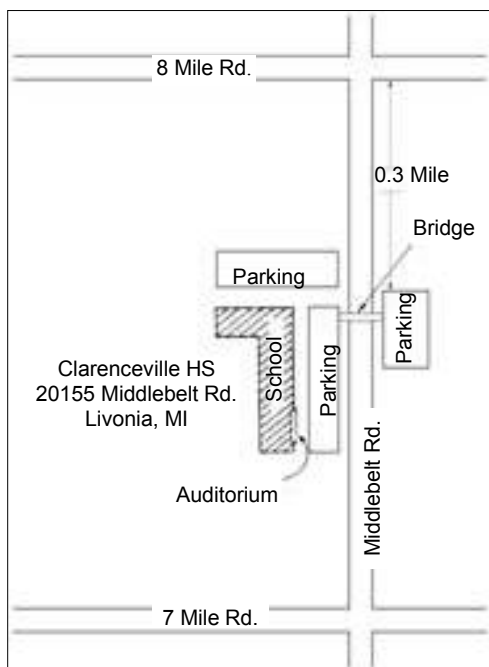 8 Mile Rd.
0.3 Mile
Bridge
Parking
Parking
School
Parking
Clarenceville HS
20155 Middlebelt Rd.
Livonia, MI
Auditorium
Middlebelt Rd.
7 Mile Rd.